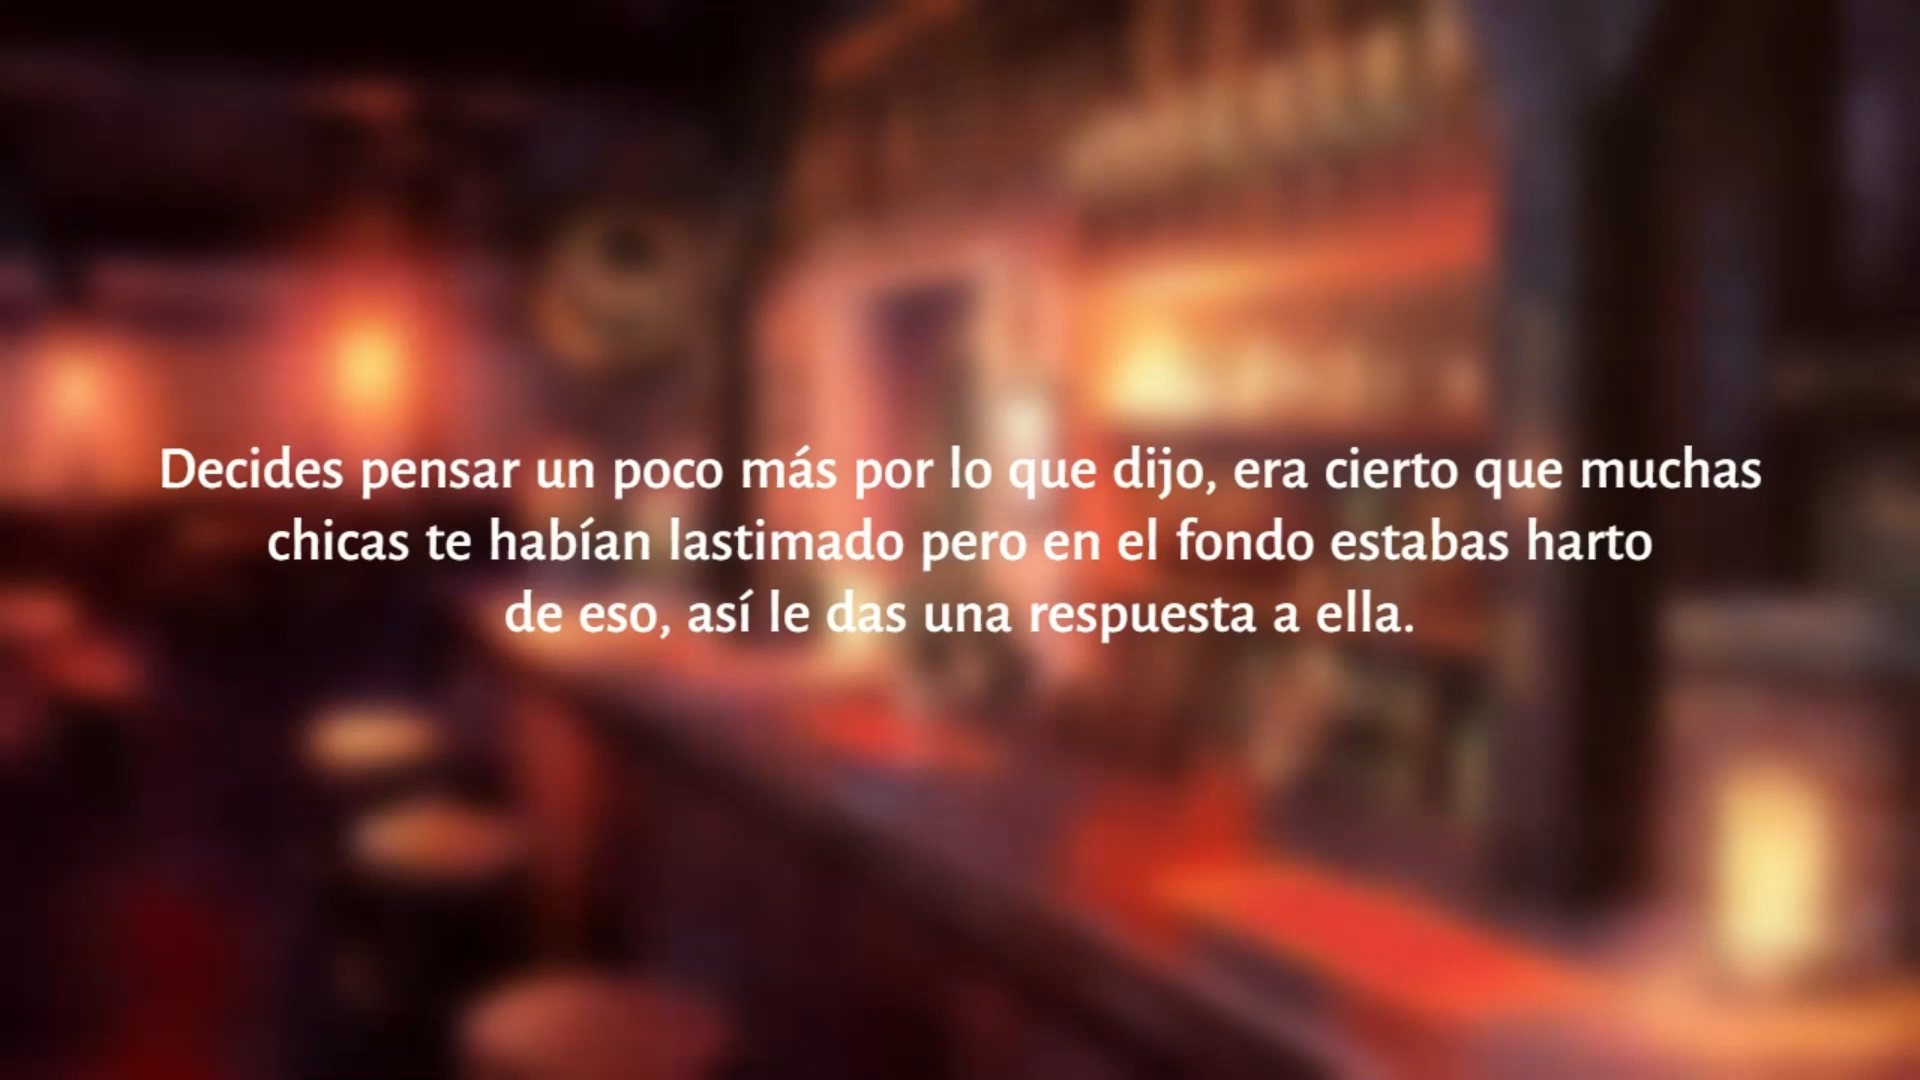 Decides pensar un poco más por lo que dijo, era cierto que muchas
chicas te habían lastimado pero en el fondo estabas harto
de eso, así le das una respuesta a ella.